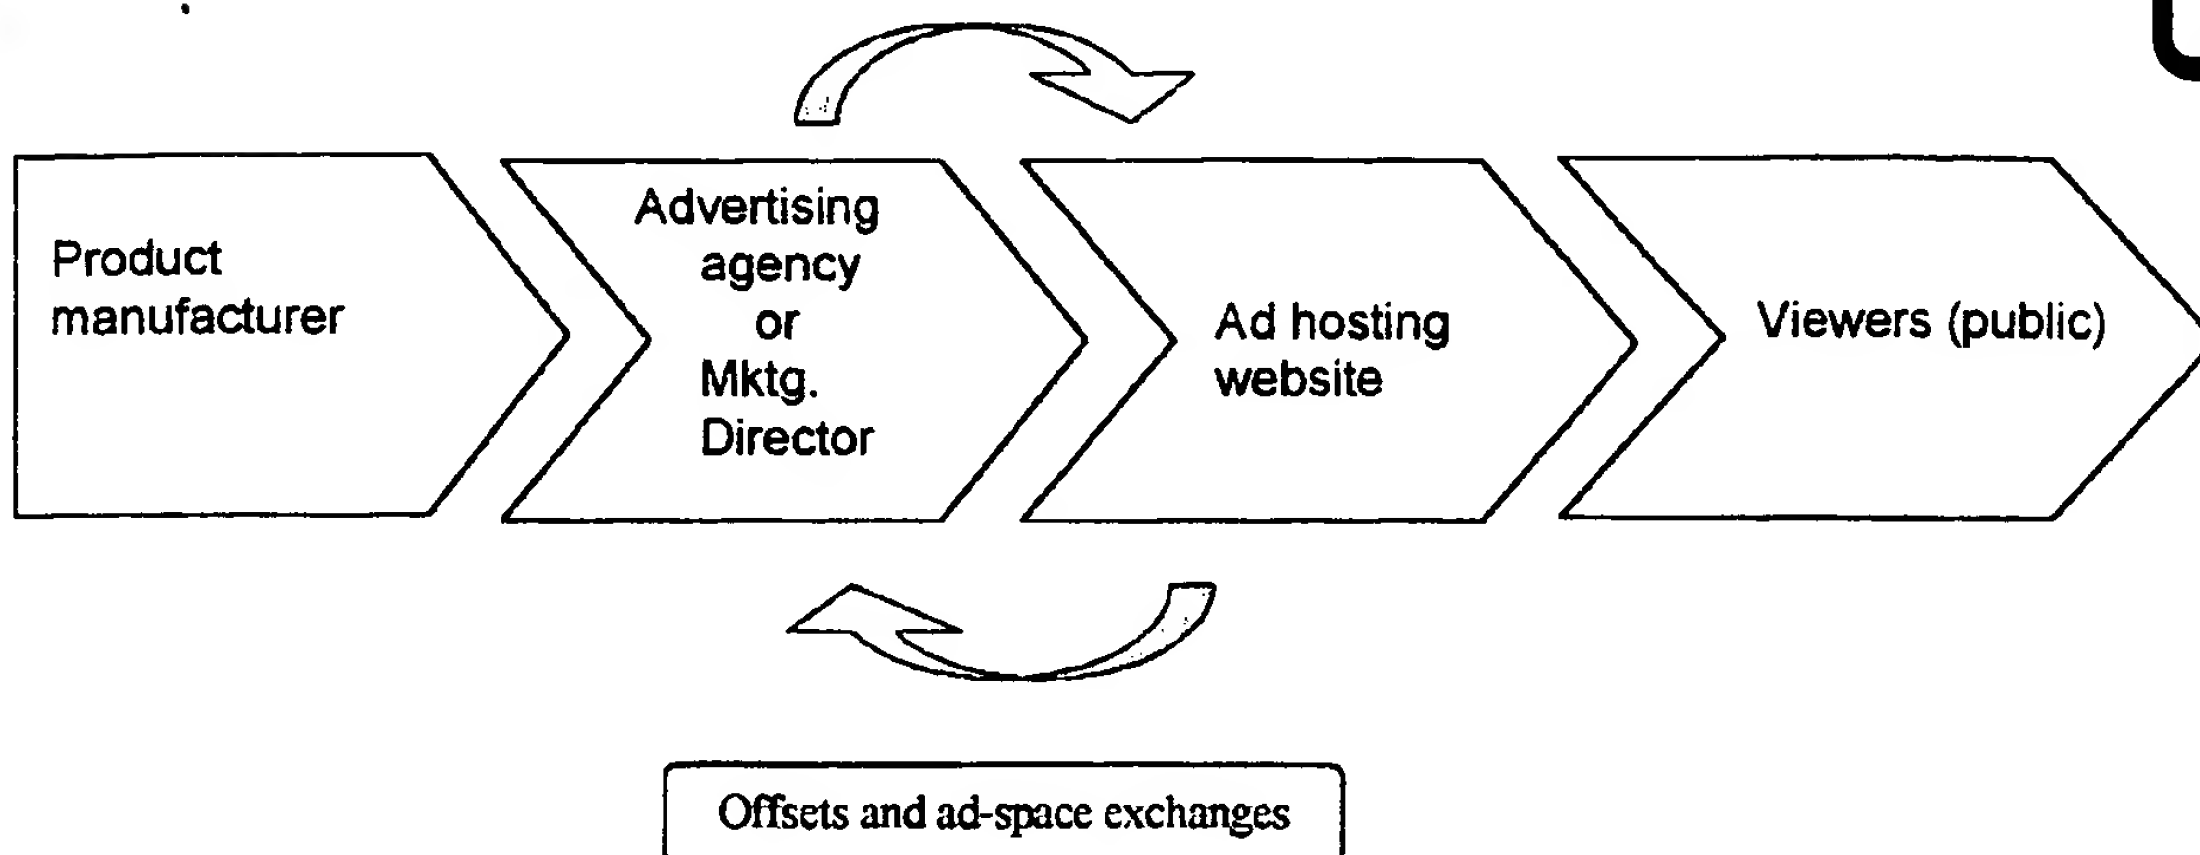 Product
manufacturer
Advertising
agency
or
Mktg.
Director
Ad hosting
website
Viewers (public)
Offsets and ad-space exchanges